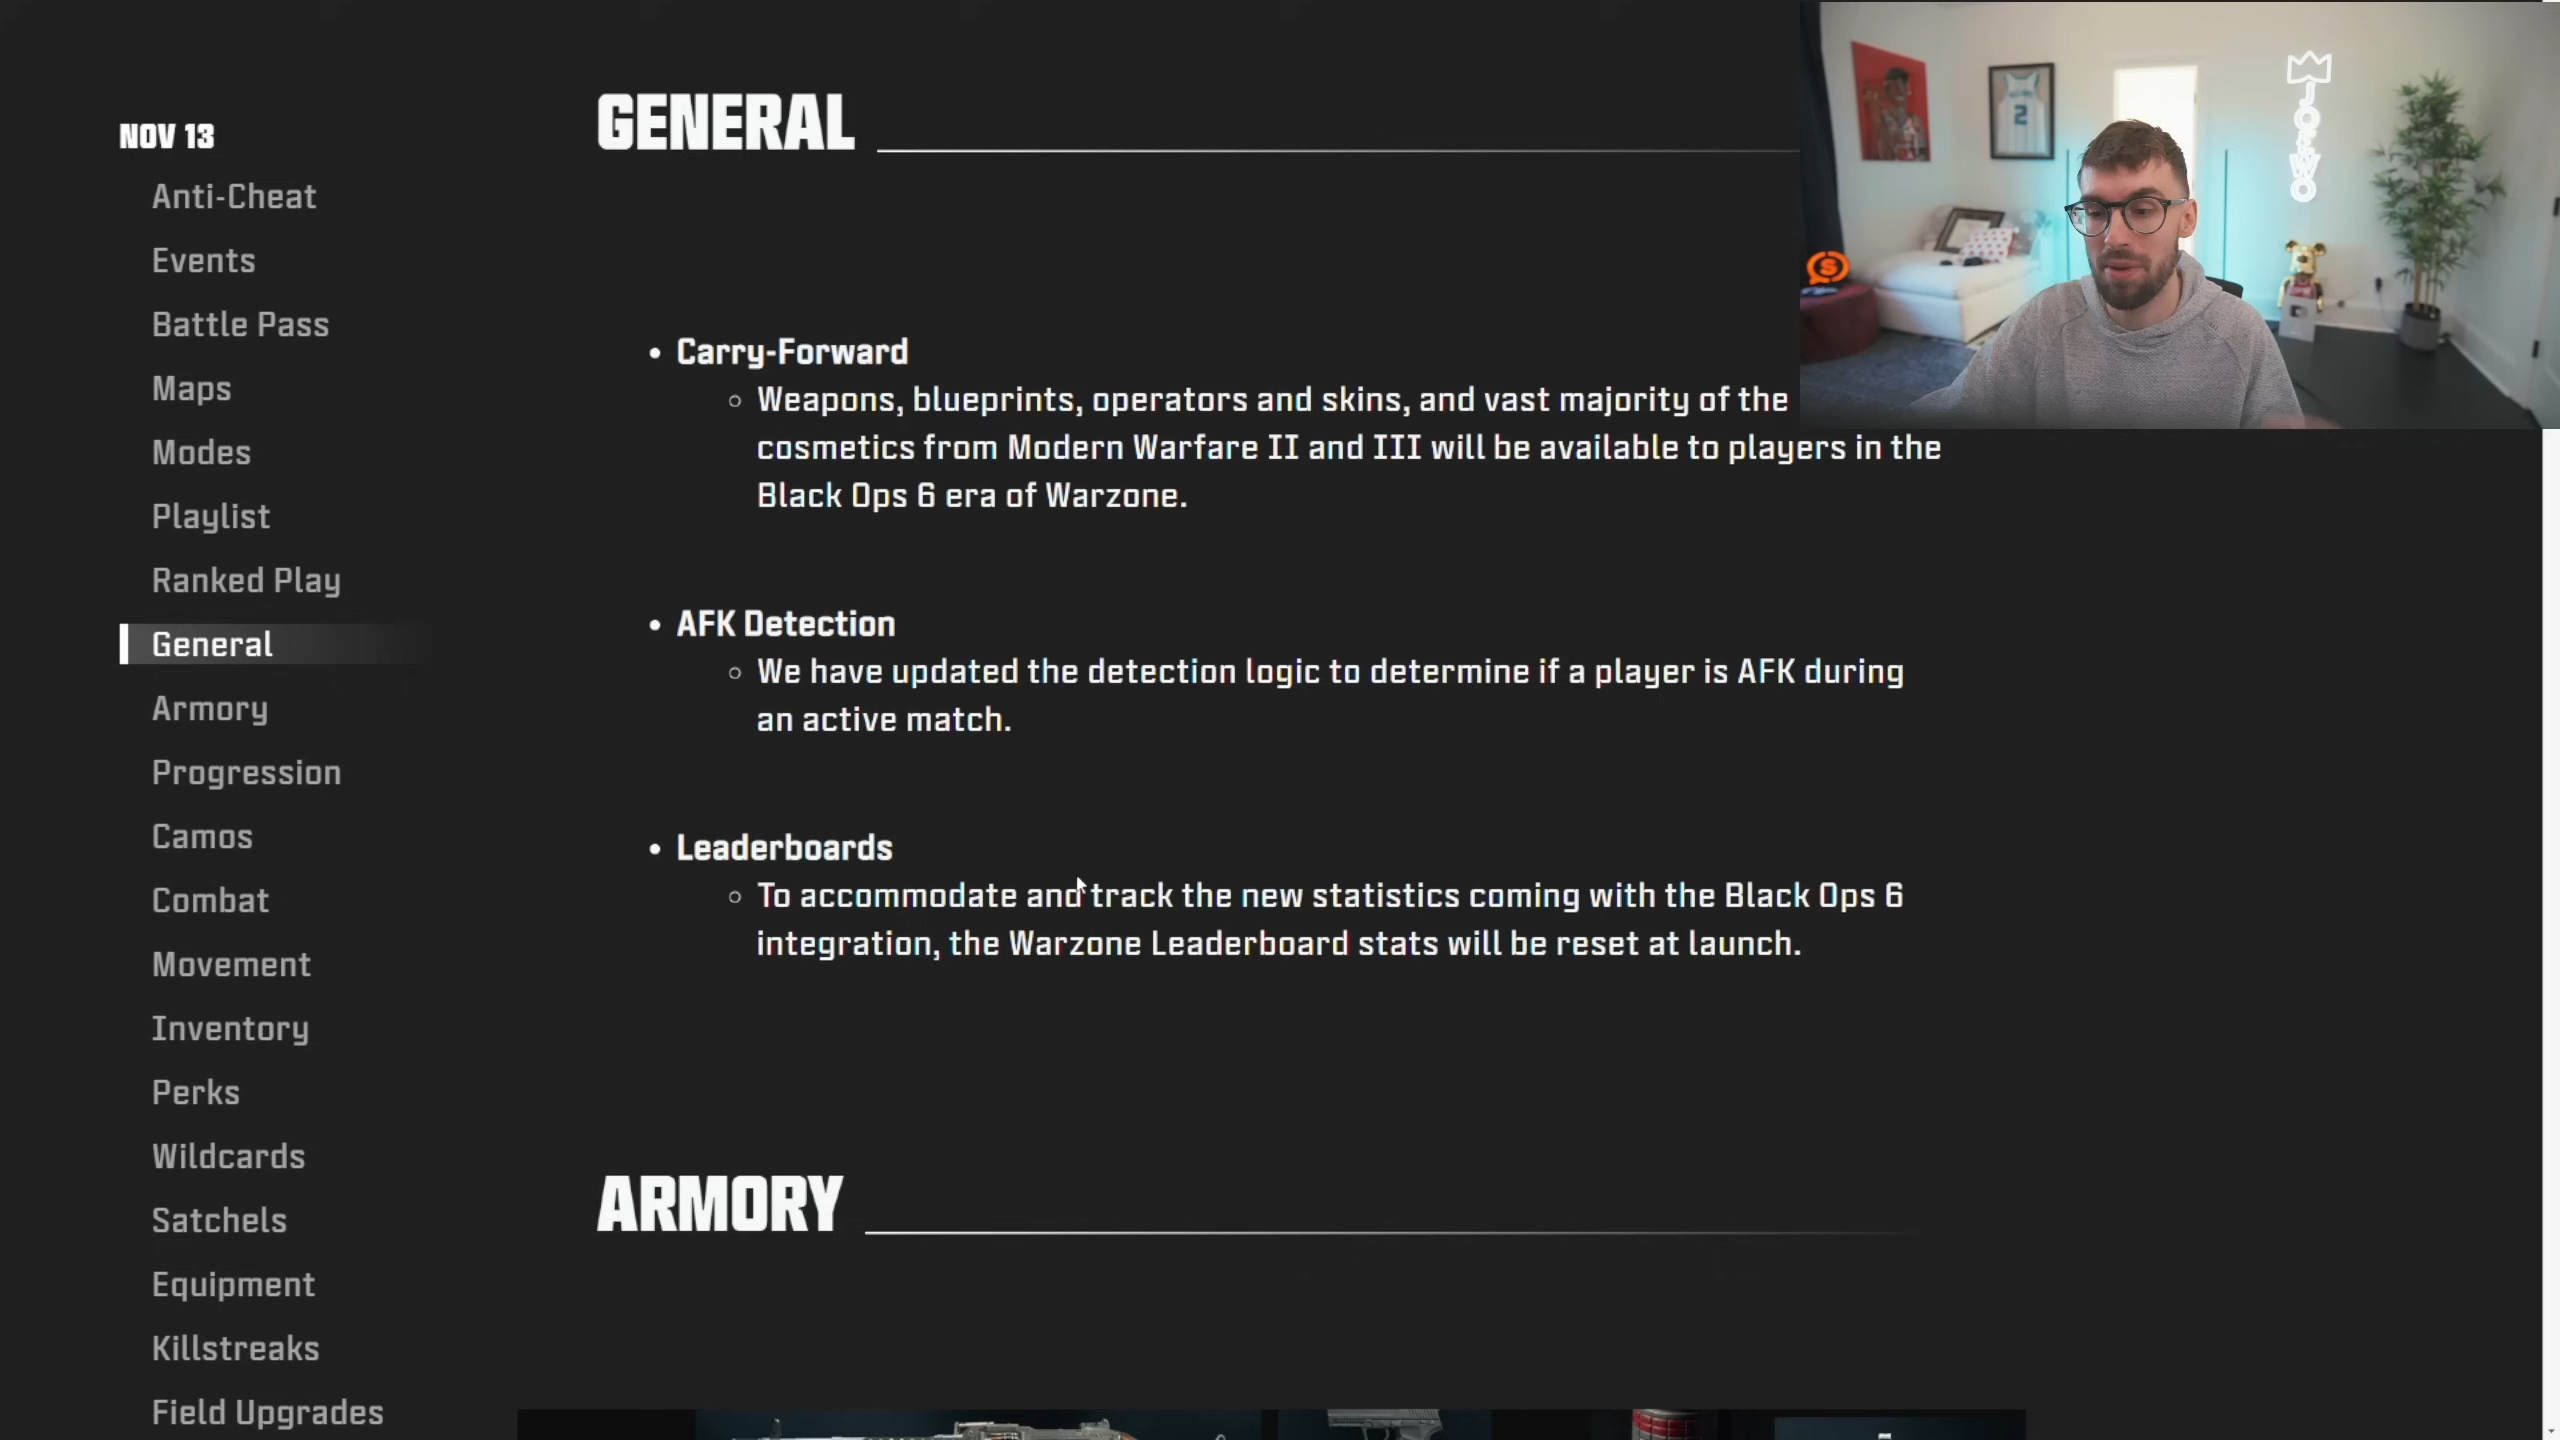 NOV 13
Anti-Cheat
Events
Battle Pass
Maps
Modes
Playlist
Ranked Play
General
Armory
Progression
Camos
Combat
Movement
Inventory
Perks
Wildcards
Satchels
Equipment
Killstreaks
Field Upgrades
GENERAL
Carry-Forward
Weapons, blueprints, operators and skins, and vast majority of the
cosmetics from Modern Warfare II and III will be available to players in the
Black Ops 6 era of Warzone.
AFK Detection
We have updated the detection logic to determine if a player is AFK during
an active match.
Leaderboards
To accommodate and track the new statistics coming with the Black Ops 6
integration, the Warzone Leaderboard stats will be reset at launch.
ARMORY
2